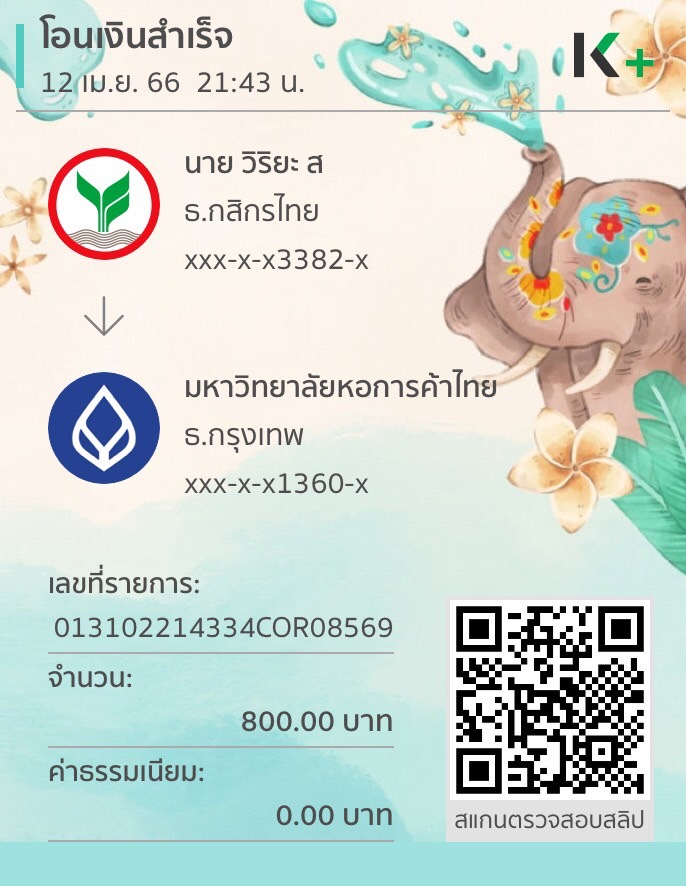 โอนเงินสำเร็จ
12 เม.ย. 66 21:43 น.
K+
นาย วิริยะ ส
ธ.กสิกรไทย
xxx-x-x3382-x
มหาวิทยาลัยหอการค้าไทย
ธ.กรุงเทพ
xxx-x-x1360-x
เลขที่รายการ:
013102214334COR08569
จำนวน:
800.00 บาท
ค่าธรรมเนียม:
0.00 บาท
สแกนตรวจสอบสลิป